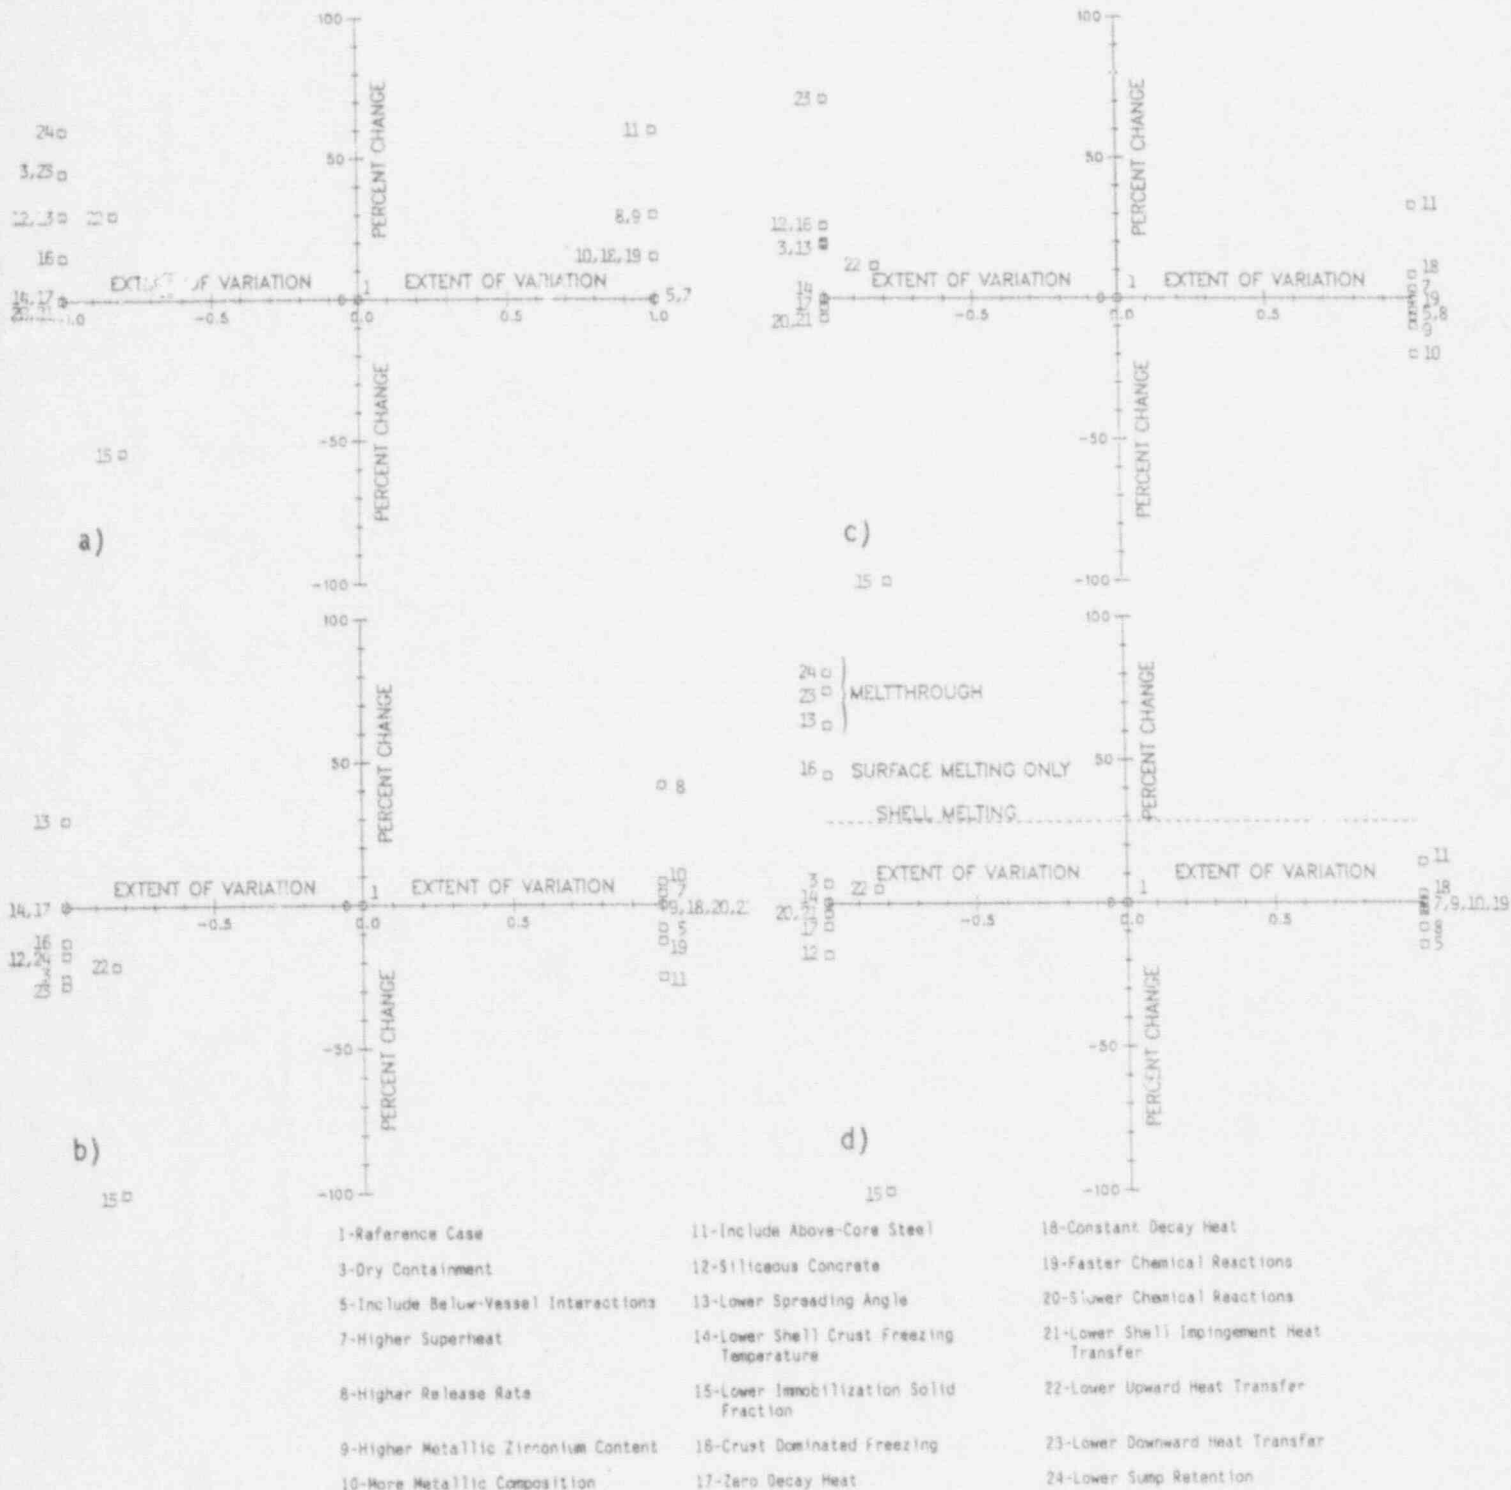 100
PERCENT CHANGE
50
24
3,23
16
15
11
8,9
5,7
EXTENT OF VARIATION
1
-0.5
0.0
0.5
1.0
-50
PERCENT CHANGE
-100
a)
100
PERCENT CHANGE
50
23
12,16
3,13
22
14
17
20,21
EXTENT OF VARIATION
1
EXTENT OF VARIATION
-0.5
0.5
11
18
7
19
5,8
9
10
-50
PERCENT CHANGE
-100
15
c)
100
PERCENT CHANGE
50
13
14,17
16
22
EXTENT OF VARIATION
1
EXTENT OF VARIATION
-0.5
0.0
0.5
8
10
7
5
19
11
-50
PERCENT CHANGE
-100
15
b)
100
PERCENT CHANGE
50
24
23
13
MELTTHROUGH
16
SURFACE MELTING ONLY
SHELL MELTING
3
22
14
20,21
17
12
EXTENT OF VARIATION
1
EXTENT OF VARIATION
-0.5
0.0
0.5
11
18
7,9,10,19
8
5
-50
PERCENT CHANGE
-100
15
d)
1-Reference Case
3-Dry Containment
5-Include Below-Vessel Interactions
7-Higher Superheat
8-Higher Release Rate
9-Higher Metallic Zirconium Content
10-More Metallic Composition
11-Include Above-Core Steel
12-Siliceous Concrete
13-Lower Spreading Angle
14-Lower Shell Crust Freezing
Temperature
15-Lower Immobilization Solid
Fraction
16-Crust Dominated Freezing
17-Zero Decay Heat
18-Constant Decay Heat
19-Faster Chemical Reactions
20-Slower Chemical Reactions
21-Lower Shell Impingement Heat
Transfer
22-Lower Upward Heat Transfer
23-Lower Downward Heat Transfer
24-Lower Sump Retention